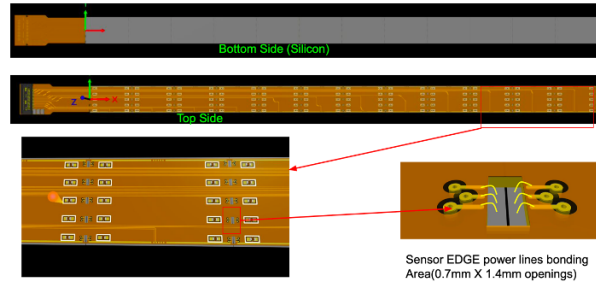 Bottom Side (Silicon)
Z
X
Top Side
Sensor EDGE power lines bonding
Area(0.7mm X 1.4mm openings)